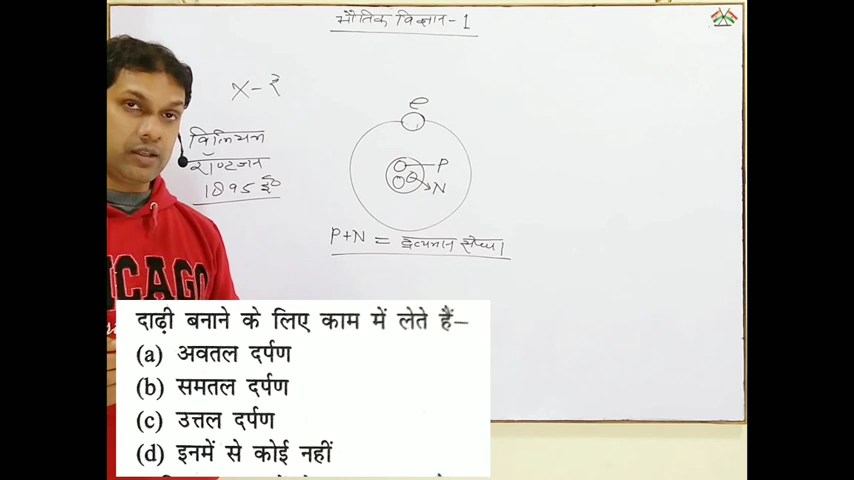 भौतिक विज्ञान - 1
X-रे
विलियम
राण्टजन
1895 ई०
e
P
N
P+N = द्रव्यमान संख्या
CHICAGO
दाढ़ी बनाने के लिए काम में लेते हैं–
(a) अवतल दर्पण
(b) समतल दर्पण
(c) उत्तल दर्पण
(d) इनमें से कोई नहीं